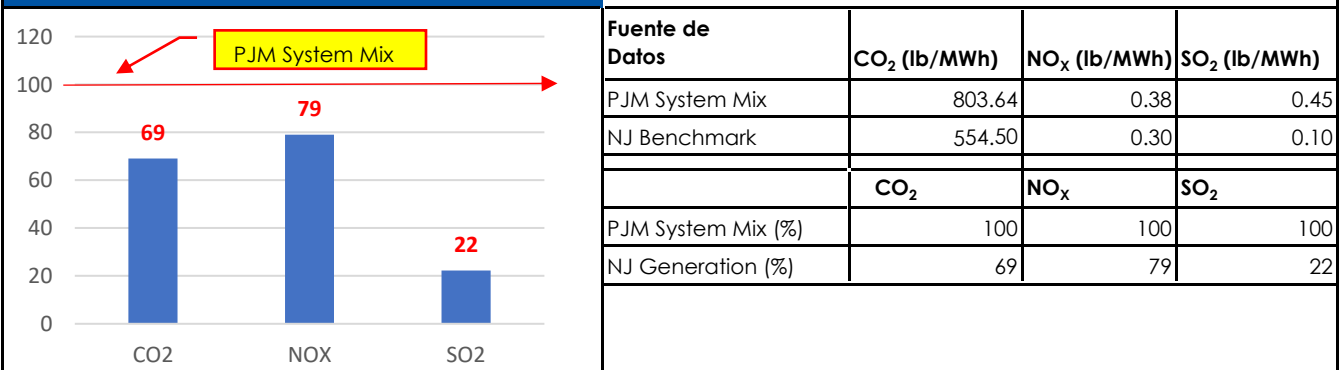 120
100
80
60
40
20
0
PJM System Mix
69
79
22
CO2 NOX SO2
Fuente de
Datos CO₂ (lb/MWh) NOₓ (lb/MWh) SO₂ (lb/MWh)
PJM System Mix 803.64 0.38 0.45
NJ Benchmark 554.50 0.30 0.10
CO₂ NOₓ SO₂
PJM System Mix (%) 100 100 100
NJ Generation (%) 69 79 22